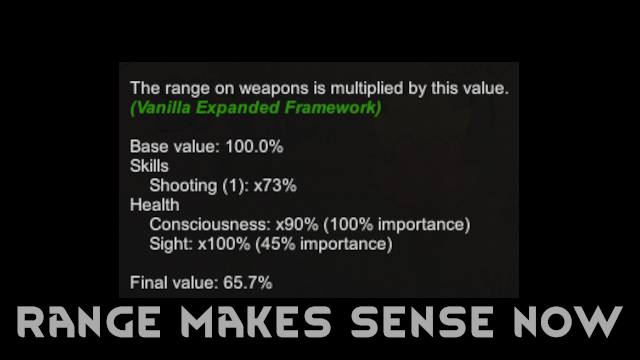 The range on weapons is multiplied by this value.
(Vanilla Expanded Framework)
Base value: 100.0%
Skills
Shooting (1): x73%
Health
Consciousness: x90% (100% importance)
Sight: x100% (45% importance)
Final value: 65.7%
RANGE MAKES SENSE NOW